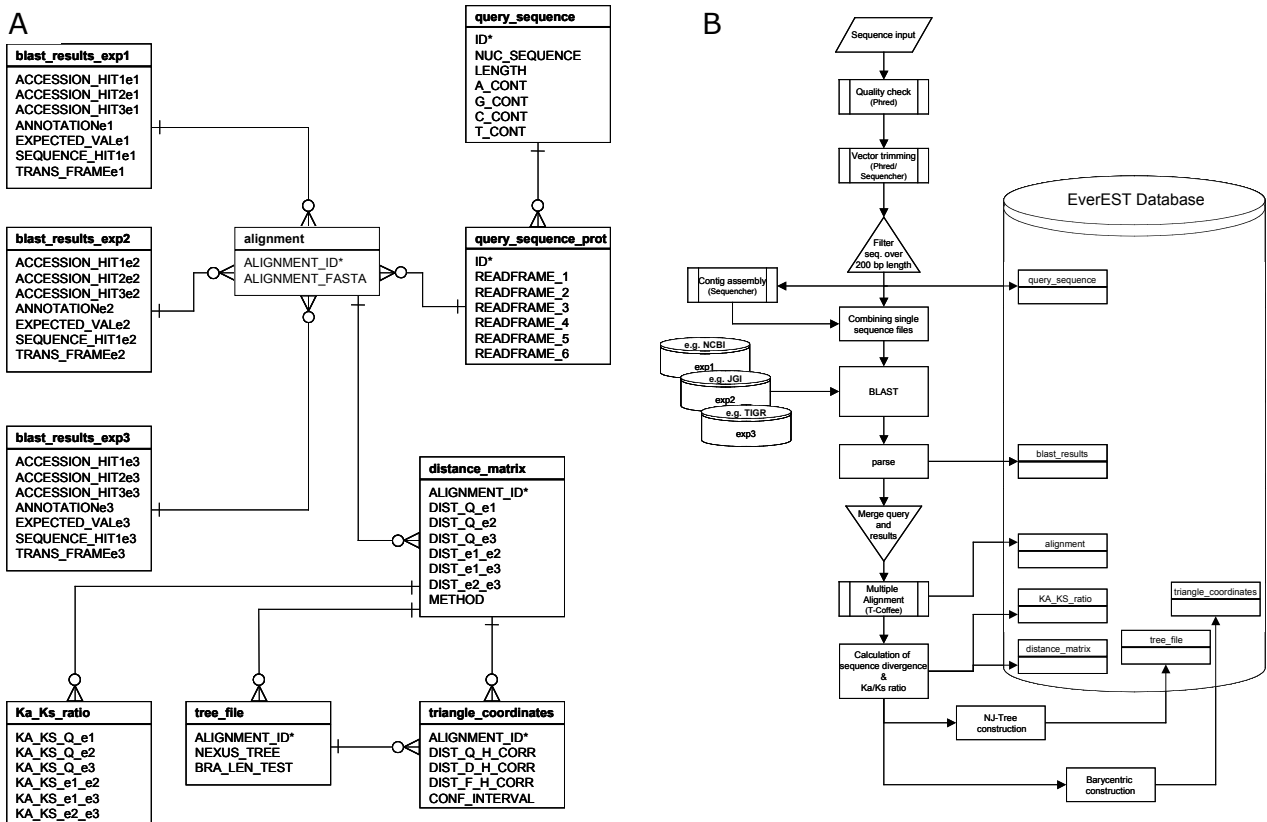 A
blast_results_exp1
ACCESSION_HIT1e1
ACCESSION_HIT2e1
ACCESSION_HIT3e1
ANNOTATIONe1
EXPECTED_VALe1
SEQUENCE_HIT1e1
TRANS_FRAMEe1
query_sequence
ID*
NUC_SEQUENCE
LENGTH
A_CONT
G_CONT
C_CONT
T_CONT
blast_results_exp2
ACCESSION_HIT1e2
ACCESSION_HIT2e2
ACCESSION_HIT3e2
ANNOTATIONe2
EXPECTED_VALe2
SEQUENCE_HIT1e2
TRANS_FRAMEe2
alignment
ALIGNMENT_ID*
ALIGNMENT_FASTA
query_sequence_prot
ID*
READFRAME_1
READFRAME_2
READFRAME_3
READFRAME_4
READFRAME_5
READFRAME_6
blast_results_exp3
ACCESSION_HIT1e3
ACCESSION_HIT2e3
ACCESSION_HIT3e3
ANNOTATIONe3
EXPECTED_VALe3
SEQUENCE_HIT1e3
TRANS_FRAMEe3
distance_matrix
ALIGNMENT_ID*
DIST_Q_e1
DIST_Q_e2
DIST_Q_e3
DIST_e1_e2
DIST_e1_e3
DIST_e2_e3
METHOD
Ka_Ks_ratio
KA_KS_Q_e1
KA_KS_Q_e2
KA_KS_Q_e3
KA_KS_e1_e2
KA_KS_e1_e3
KA_KS_e2_e3
tree_file
ALIGNMENT_ID*
NEXUS_TREE
BRA_LEN_TEST
triangle_coordinates
ALIGNMENT_ID*
DIST_Q_H_CORR
DIST_D_H_CORR
DIST_F_H_CORR
CONF_INTERVAL
B
Sequence input
Quality check
(Phred)
Vector trimming
(Phred/
Sequencher)
Filter
seq. over
200 bp length
Contig assembly
(Sequencher)
Combining single
sequence files
e.g. NCBI
exp1
e.g. JGI
exp2
e.g. TIGR
exp3
BLAST
parse
Merge query
and
results
Multiple
Alignment
(T-Coffee)
Calculation of
sequence divergence
&
Ka/Ks ratio
NJ-Tree
construction
Barycentric
construction
EverEST Database
query_sequence
blast_results
alignment
KA_KS_ratio
distance_matrix
tree_file
triangle_coordinates